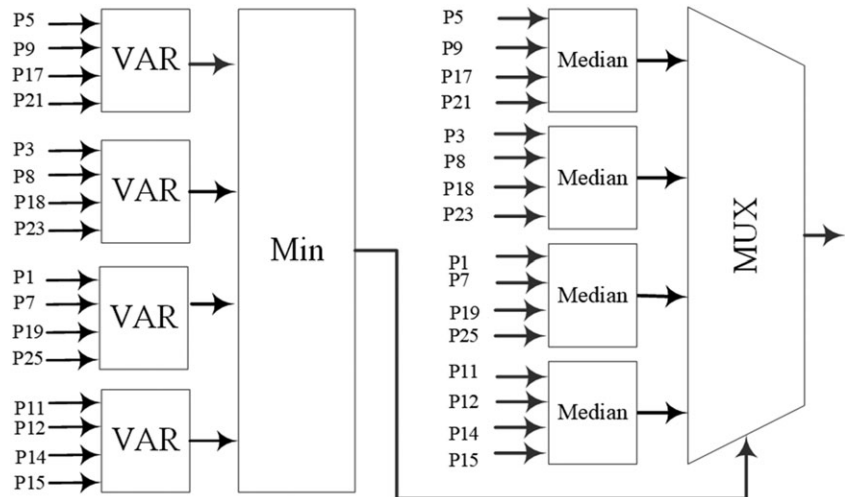 P5
P9
P17
P21
VAR
P3
P8
P18
P23
VAR
P1
P7
P19
P25
VAR
P11
P12
P14
P15
VAR
Min
P5
P9
P17
P21
Median
P3
P8
P18
P23
Median
P1
P7
P19
P25
Median
P11
P12
P14
P15
Median
MUX